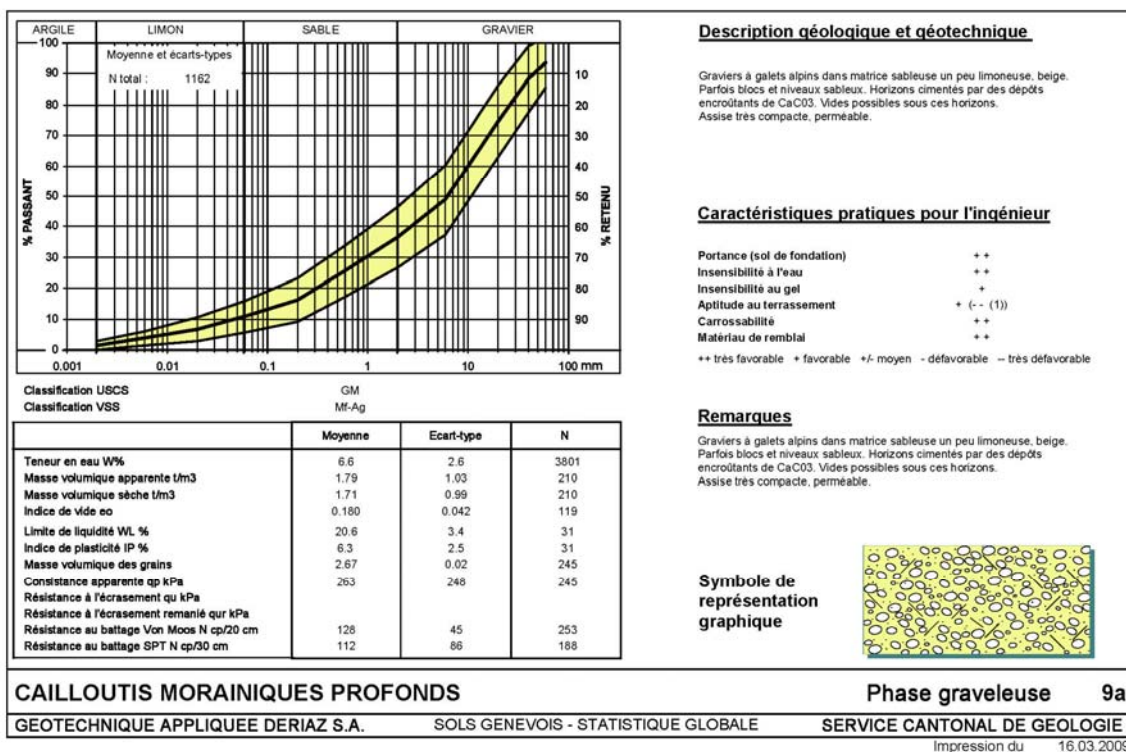 ARGILE LIMON SABLE GRAVIER
Moyenne et écarts-types
N total : 1162
% PASSANT
100
90
80
70
60
50
40
30
20
10
0
% RETENU
10
20
30
40
50
60
70
80
90
0.001 0.01 0.1 1 10 100 mm
Classification USCS GM
Classification VSS Mf-Ag
Moyenne Ecart-type N
Teneur en eau W% 6.6 2.6 3801
Masse volumique apparente t/m3 1.79 1.03 210
Masse volumique sèche t/m3 1.71 0.99 210
Indice de vide eo 0.180 0.042 119
Limite de liquidité WL % 20.6 3.4 31
Indice de plasticité IP % 6.3 2.5 31
Masse volumique des grains 2.67 0.02 245
Consistance apparente qp kPa 263 248 245
Résistance à l'écrasement qu kPa
Résistance à l'écrasement remanié qur kPa
Résistance au battage Von Moos N cp/20 cm 128 45 253
Résistance au battage SPT N cp/30 cm 112 86 188
Description géologique et géotechnique
Graviers à galets alpins dans matrice sableuse un peu limoneuse, beige.
Parfois blocs et niveaux sableux. Horizons cimentés par des dépôts
encroûtants de CaC03. Vides possibles sous ces horizons.
Assise très compacte, perméable.
Caractéristiques pratiques pour l'ingénieur
Portance (sol de fondation) + +
Insensibilité à l'eau + +
Insensibilité au gel +
Aptitude au terrassement + (- - (1))
Carrossabilité + +
Matériau de remblai + +
++ très favorable + favorable +/- moyen - défavorable -- très défavorable
Remarques
Graviers à galets alpins dans matrice sableuse un peu limoneuse, beige.
Parfois blocs et niveaux sableux. Horizons cimentés par des dépôts
encroûtants de CaC03. Vides possibles sous ces horizons.
Assise très compacte, perméable.
Symbole de
représentation
graphique
CAILLOUTIS MORAINIQUES PROFONDS Phase graveleuse 9a
GEOTECHNIQUE APPLIQUEE DERIAZ S.A. SOLS GENEVOIS - STATISTIQUE GLOBALE SERVICE CANTONAL DE GEOLOGIE
Impression du 16.03.2009